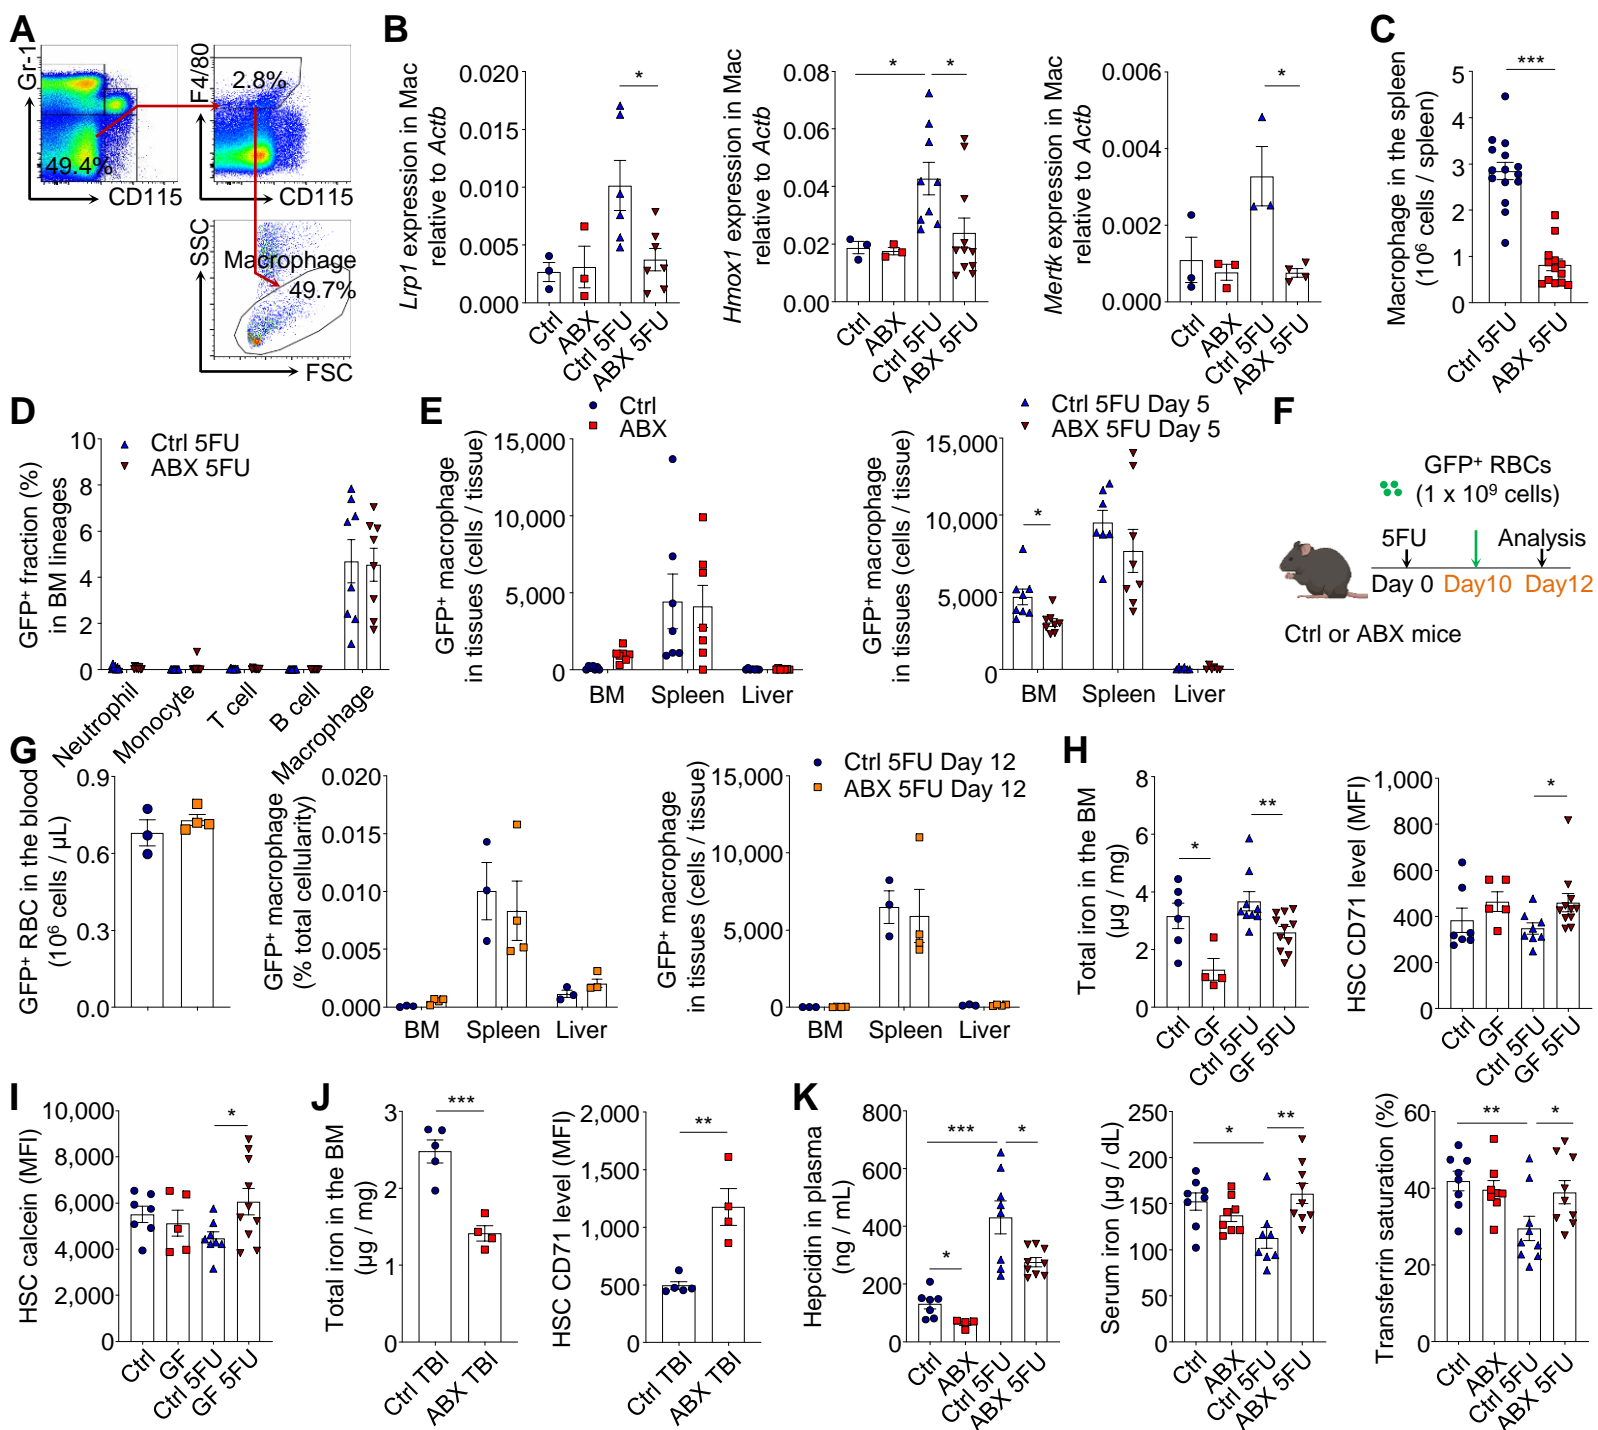 A
Gr-1
49.4%
CD115
F4/80
2.8%
CD115
SSC
Macrophage
49.7%
FSC
B
Lrp1 expression in Mac
relative to Actb
0.020
0.015
0.010
0.005
0.000
*
Ctrl
ABX
Ctrl 5FU
ABX 5FU
Hmox1 expression in Mac
relative to Actb
0.08
0.06
0.04
0.02
0.00
*
*
Ctrl
ABX
Ctrl 5FU
ABX 5FU
Mertk expression in Mac
relative to Actb
0.006
0.004
0.002
0.000
*
Ctrl
ABX
Ctrl 5FU
ABX 5FU
C
Macrophage in the spleen
(10⁶ cells / spleen)
5
4
3
2
1
0
***
Ctrl 5FU
ABX 5FU
D
GFP⁺ fraction (%)
in BM lineages
10
8
6
4
2
0
Ctrl 5FU
ABX 5FU
Neutrophil
Monocyte
T cell
B cell
Macrophage
E
Ctrl
ABX
GFP⁺ macrophage
in tissues (cells / tissue)
15,000
10,000
5,000
0
BM
Spleen
Liver
Ctrl 5FU Day 5
ABX 5FU Day 5
GFP⁺ macrophage
in tissues (cells / tissue)
15,000
10,000
5,000
0
*
BM
Spleen
Liver
F
GFP⁺ RBCs
(1 x 10⁹ cells)
5FU
Analysis
Day 0
Day10
Day12
Ctrl or ABX mice
G
GFP⁺ RBC in the blood
(10⁶ cells / µL)
0.9
0.6
0.3
0.0
GFP⁺ macrophage
(% total cellularity)
0.020
0.015
0.010
0.005
0.000
BM
Spleen
Liver
Ctrl 5FU Day 12
ABX 5FU Day 12
GFP⁺ macrophage
in tissues (cells / tissue)
15,000
10,000
5,000
0
BM
Spleen
Liver
H
Total iron in the BM
(µg / mg)
8
6
4
2
0
*
**
Ctrl
GF
Ctrl 5FU
GF 5FU
HSC CD71 level (MFI)
1,000
800
600
400
200
0
*
Ctrl
GF
Ctrl 5FU
GF 5FU
I
HSC calcein (MFI)
10,000
8,000
6,000
4,000
2,000
0
*
Ctrl
GF
Ctrl 5FU
GF 5FU
J
Total iron in the BM
(µg / mg)
3
2
1
0
***
Ctrl TBI
ABX TBI
HSC CD71 level (MFI)
2,000
1,500
1,000
500
0
**
Ctrl TBI
ABX TBI
K
Hepcidin in plasma
(ng / mL)
800
600
400
200
0
***
*
*
Ctrl
ABX
Ctrl 5FU
ABX 5FU
Serum iron (µg / dL)
250
200
150
100
50
0
*
**
Ctrl
ABX
Ctrl 5FU
ABX 5FU
Transferrin saturation (%)
60
40
20
0
**
*
Ctrl
ABX
Ctrl 5FU
ABX 5FU